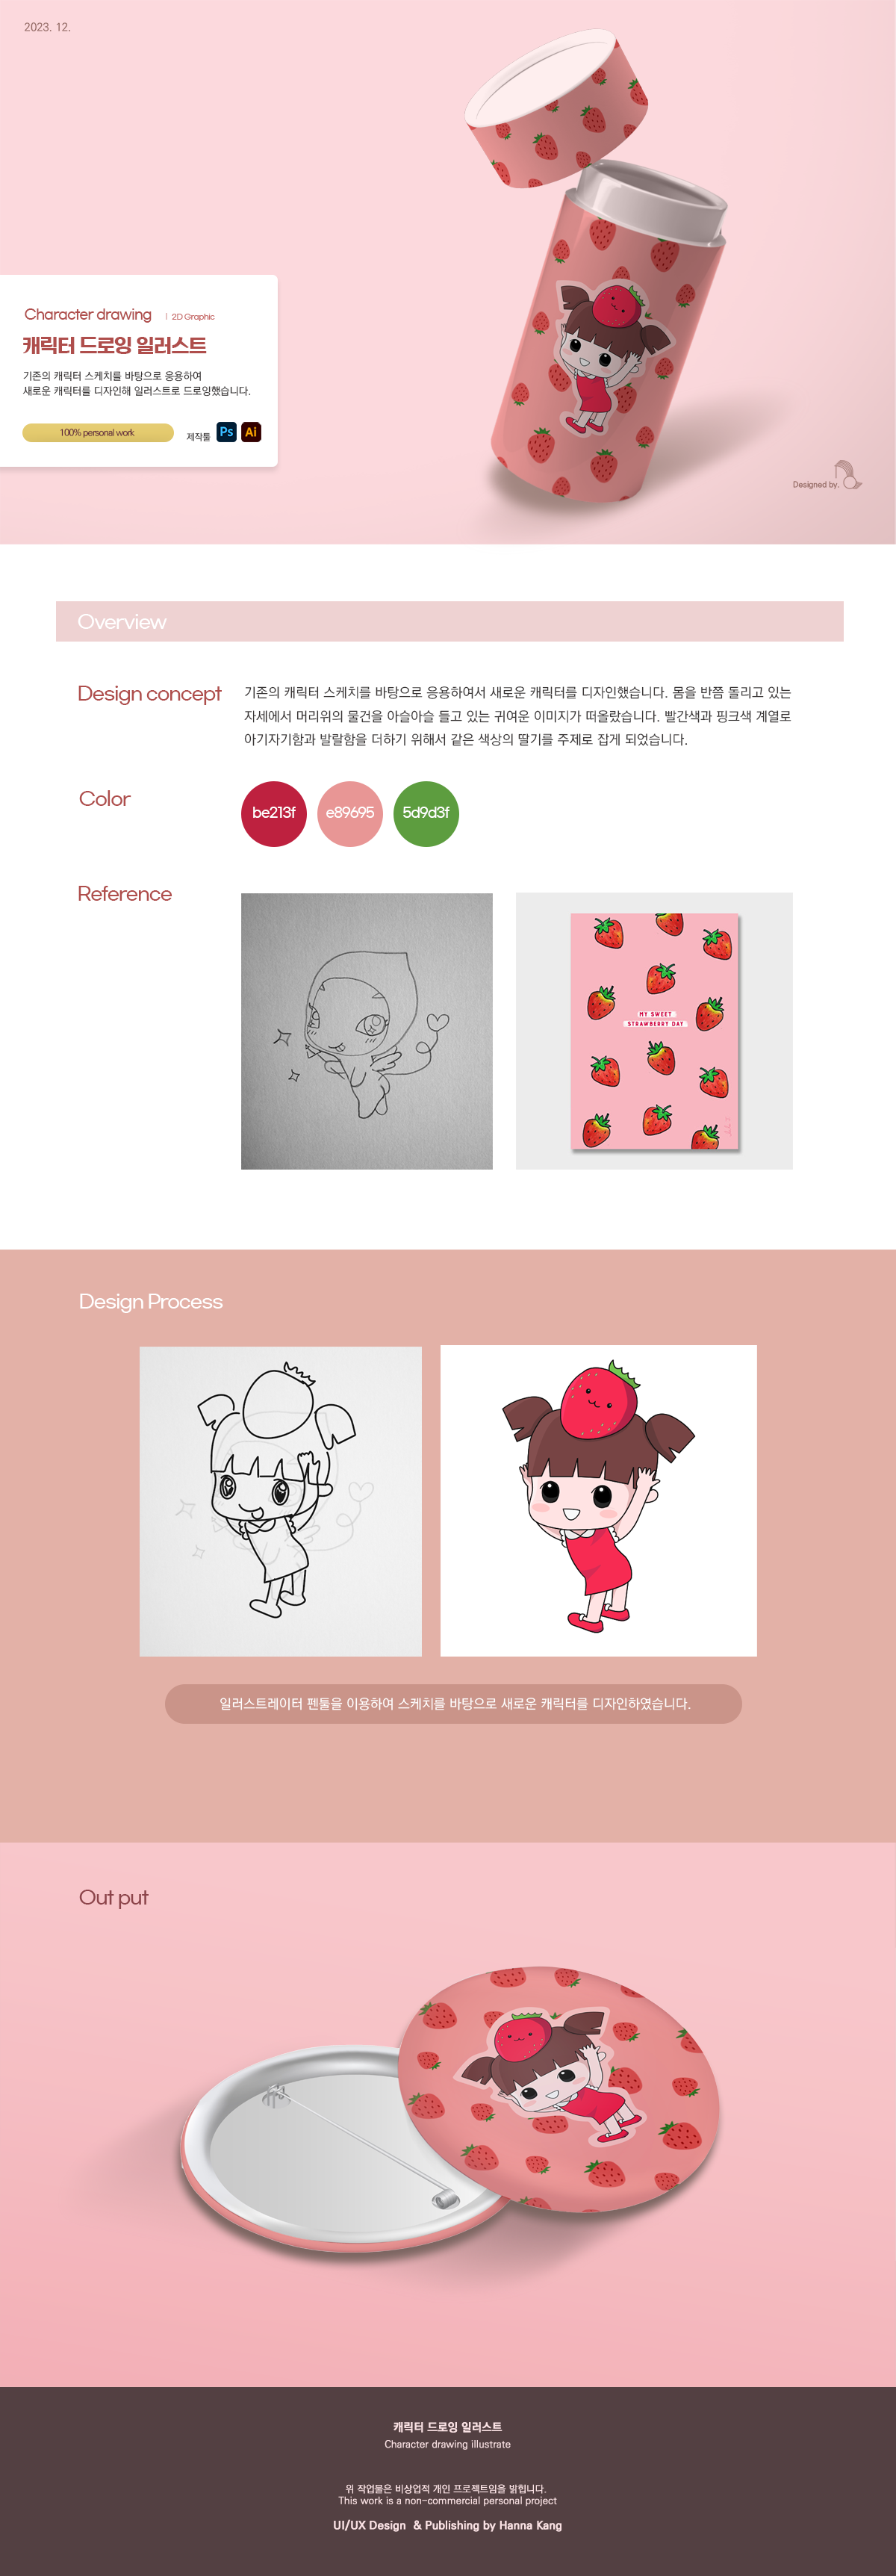 2023. 12.
Character drawing | 2D Graphic
캐릭터 드로잉 일러스트
기존의 캐릭터 스케치를 바탕으로 응용하여
새로운 캐릭터를 디자인해 일러스트로 드로잉했습니다.
100% personal work 제작툴 Ps Ai
Designed by.
Overview
Design concept
기존의 캐릭터 스케치를 바탕으로 응용하여서 새로운 캐릭터를 디자인했습니다. 몸을 반쯤 돌리고 있는
자세에서 머리위의 물건을 아슬아슬 들고 있는 귀여운 이미지가 떠올랐습니다. 빨간색과 핑크색 계열로
아기자기함과 발랄함을 더하기 위해서 같은 색상의 딸기를 주제로 잡게 되었습니다.
Color
be213f e89695 5d9d3f
Reference
MY SWEET
STRAWBERRY DAY
Design Process
일러스트레이터 펜툴을 이용하여 스케치를 바탕으로 새로운 캐릭터를 디자인하였습니다.
Out put
캐릭터 드로잉 일러스트
Character drawing illustrate
위 작업물은 비상업적 개인 프로젝트임을 밝힙니다.
This work is a non-commercial personal project
UI/UX Design & Publishing by Hanna Kang